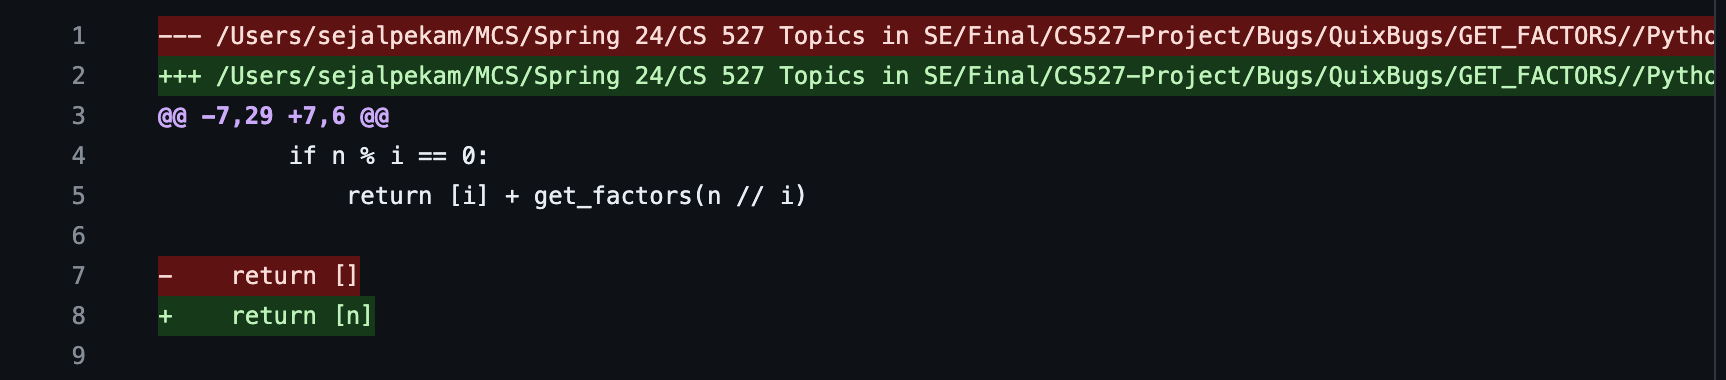 1 --- /Users/sejalpekam/MCS/Spring 24/CS 527 Topics in SE/Final/CS527-Project/Bugs/QuixBugs/GET_FACTORS//Pytho
2 +++ /Users/sejalpekam/MCS/Spring 24/CS 527 Topics in SE/Final/CS527-Project/Bugs/QuixBugs/GET_FACTORS//Pytho
3 @@ -7,29 +7,6 @@
4         if n % i == 0:
5             return [i] + get_factors(n // i)
6
7 -    return []
8 +    return [n]
9